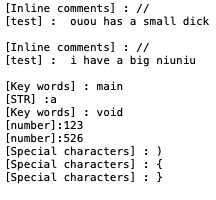 [Inline comments] : //
[test] :  ouou has a small dick
[Inline comments] : //
[test] :  i have a big niuniu
[Key words] : main
[STR] :a
[Key words] : void
[number]:123
[number]:526
[Special characters] : )
[Special characters] : {
[Special characters] : }